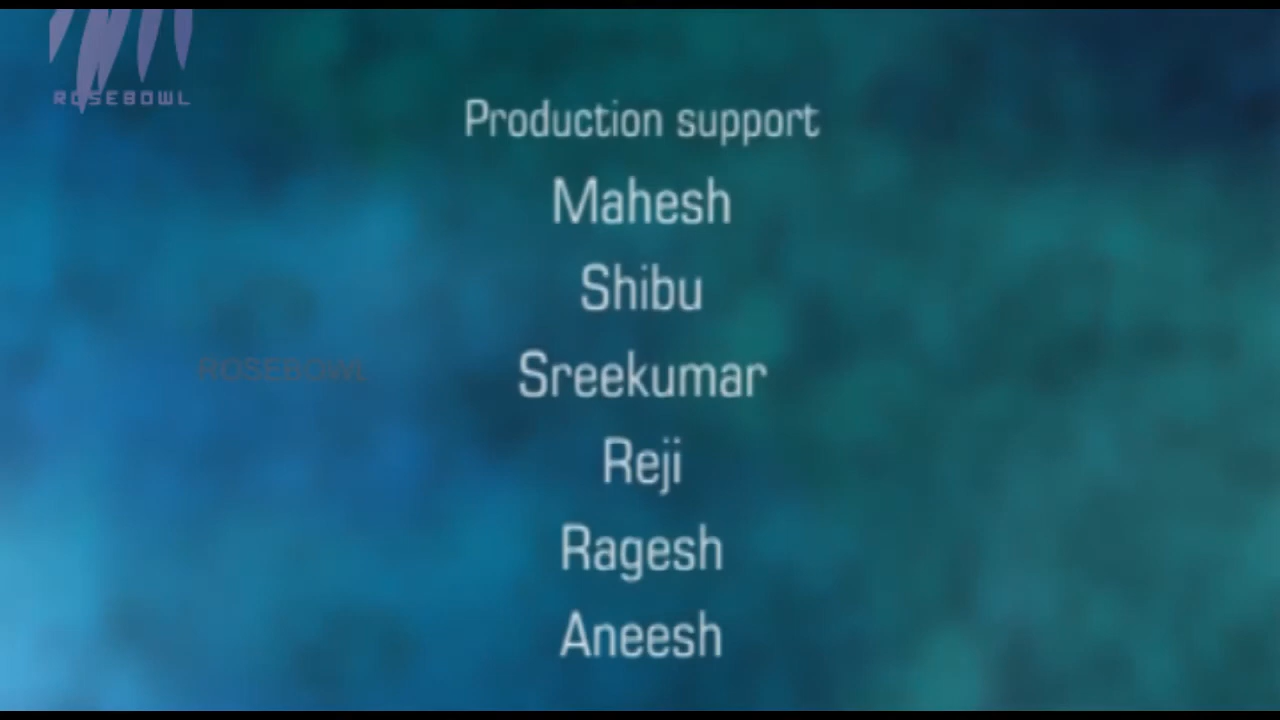 ROSEBOWL
Production support
Mahesh
Shibu
ROSEBOWL
Sreekumar
Reji
Ragesh
Aneesh